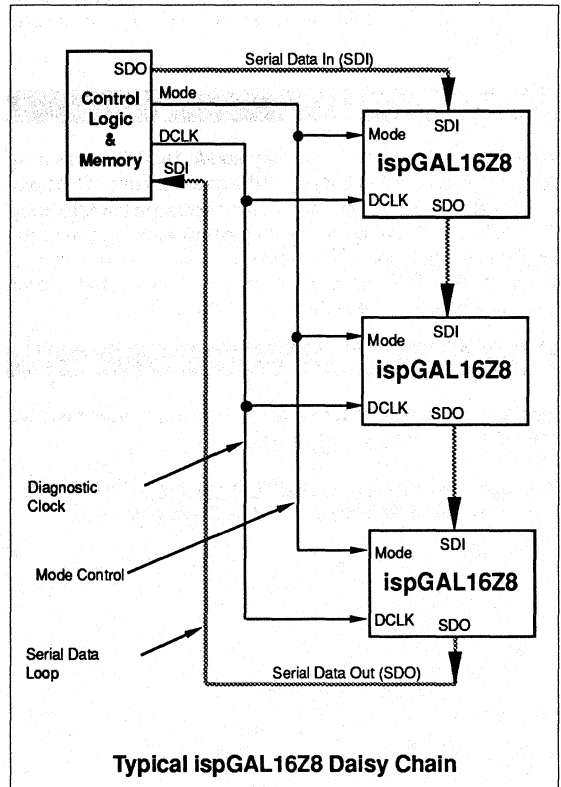 Serial Data In (SDI)
SDO
Control
Logic
&
Memory
Mode
DCLK
SDI
SDI
Mode
ispGAL16Z8
DCLK
SDO
SDI
Mode
ispGAL16Z8
DCLK
SDO
Diagnostic
Clock
SDI
Mode
ispGAL16Z8
DCLK
SDO
Mode Control
Serial Data
Loop
Serial Data Out (SDO)
Typical ispGAL16Z8 Daisy Chain